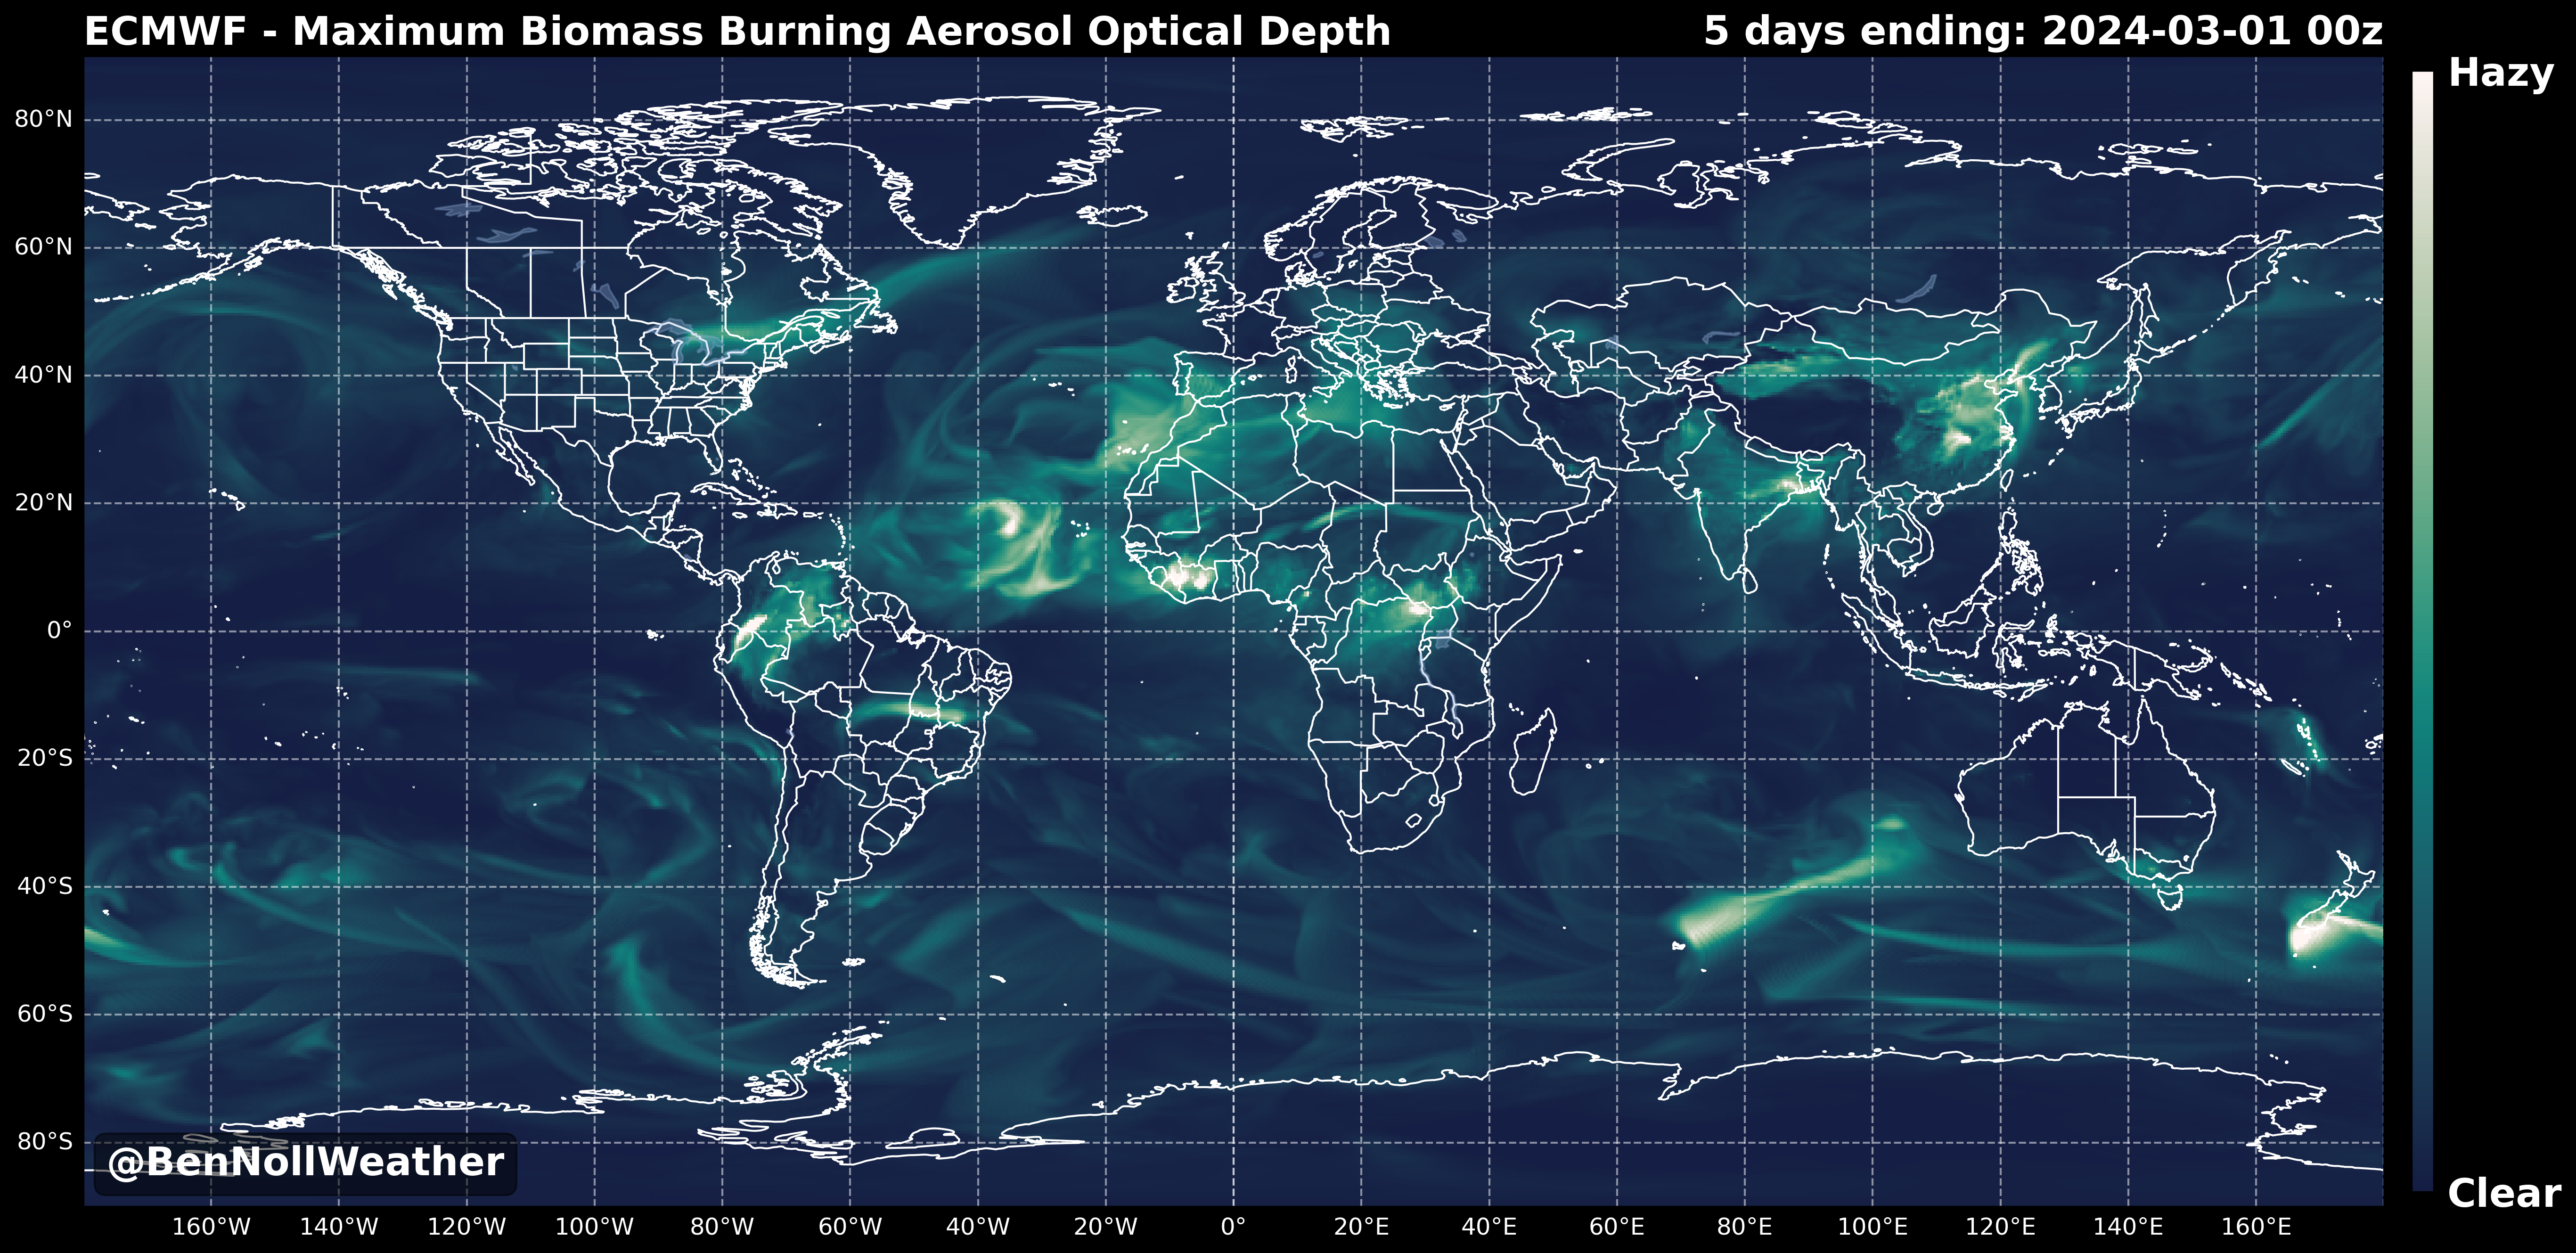 ECMWF - Maximum Biomass Burning Aerosol Optical Depth
5 days ending: 2024-03-01 00z
Hazy
80°N
60°N
40°N
20°N
0°
20°S
40°S
60°S
80°S
@BenNollWeather
Clear
160°W 140°W 120°W 100°W 80°W 60°W 40°W 20°W 0° 20°E 40°E 60°E 80°E 100°E 120°E 140°E 160°E